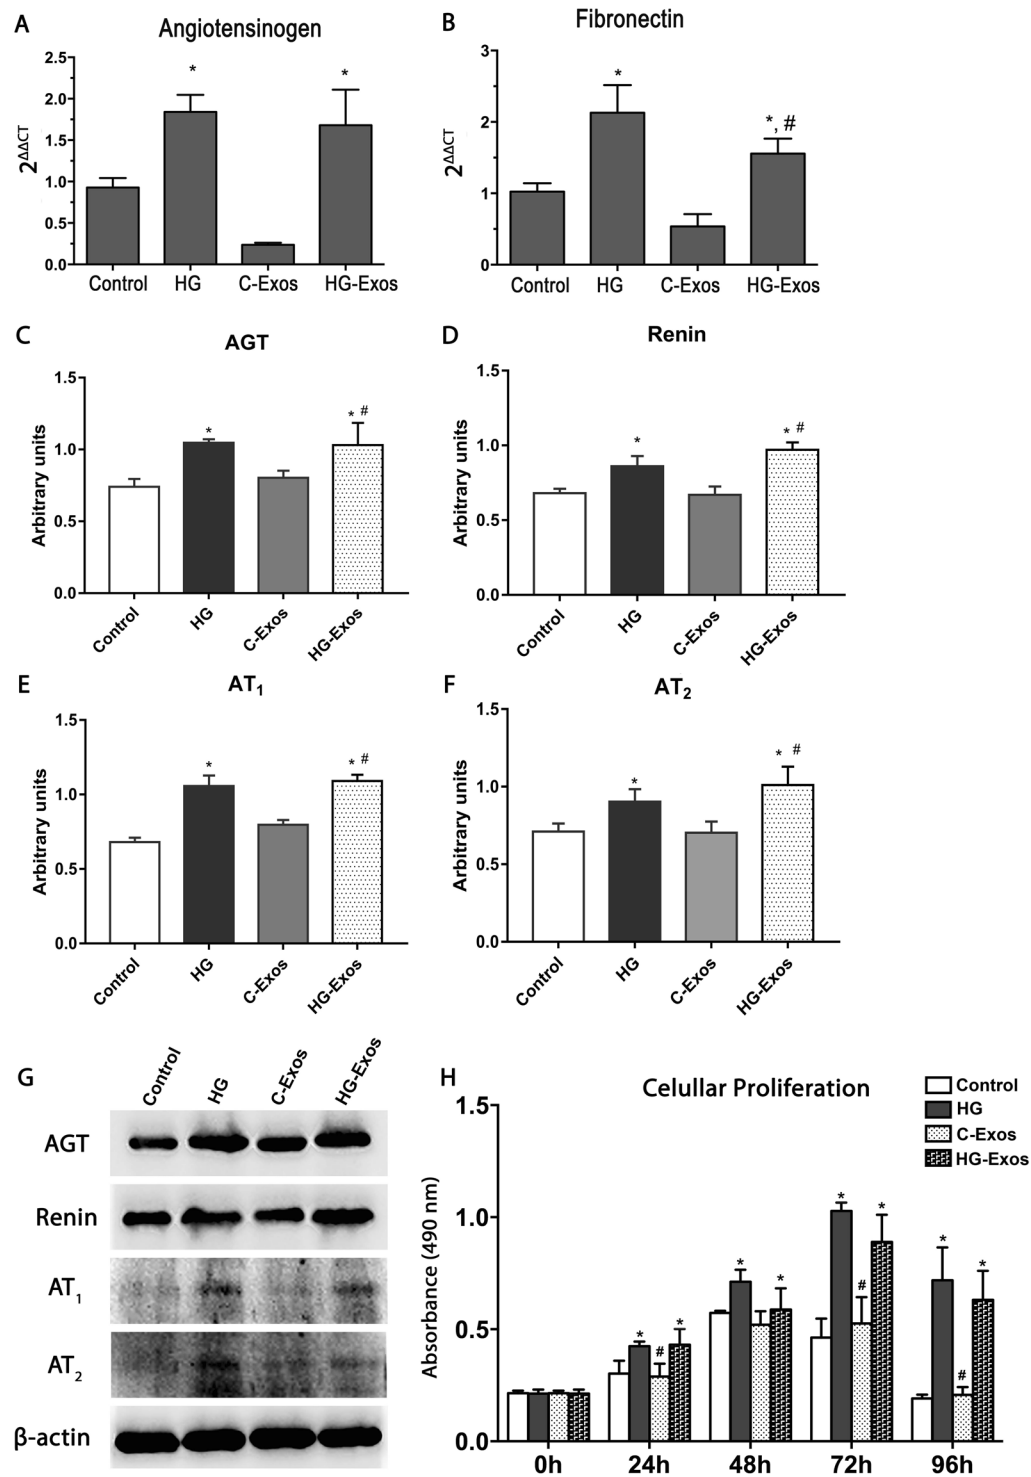 A
Angiotensinogen
2^ΔΔCT
2.5
2.0
1.5
1.0
0.5
0.0
*
*
Control HG C-Exos HG-Exos
B
Fibronectin
2^ΔΔCT
3
2
1
0
*
*, #
Control HG C-Exos HG-Exos
C
AGT
Arbitrary units
1.5
1.0
0.5
0.0
*
* #
Control HG C-Exos HG-Exos
D
Renin
Arbitrary units
1.5
1.0
0.5
0.0
*
* #
Control HG C-Exos HG-Exos
E
AT₁
Arbitrary units
1.5
1.0
0.5
0.0
*
* #
Control HG C-Exos HG-Exos
F
AT₂
Arbitrary units
1.5
1.0
0.5
0.0
*
* #
Control HG C-Exos HG-Exos
G
Control HG C-Exos HG-Exos
AGT
Renin
AT₁
AT₂
β-actin
H
Celullar Proliferation
Control
HG
C-Exos
HG-Exos
Absorbance (490 nm)
1.5
1.0
0.5
0.0
* # *
* *
* # *
* # *
0h 24h 48h 72h 96h